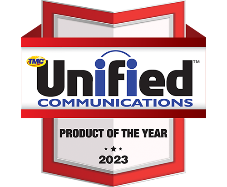 TMC
Unified™
COMMUNICATIONS
PRODUCT OF THE YEAR
2023